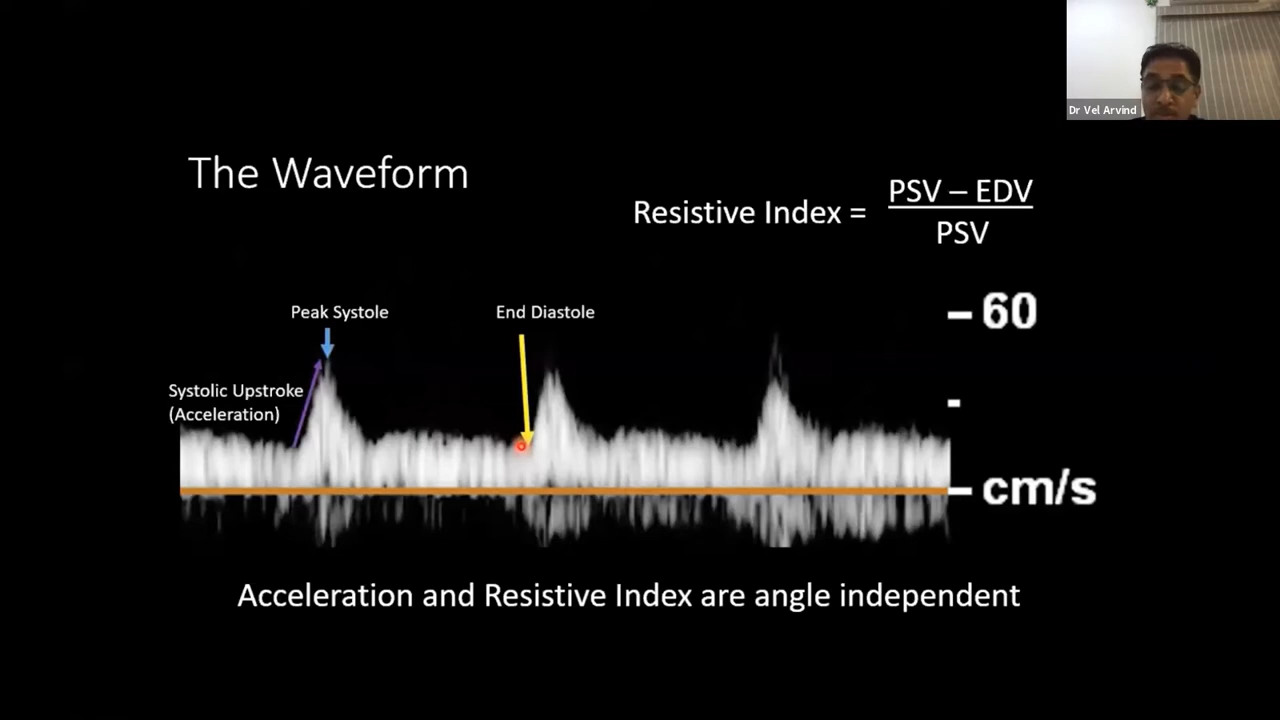 Dr Vel Arvind
The Waveform
Resistive Index = PSV – EDV
PSV
Peak Systole
End Diastole
60
Systolic Upstroke
(Acceleration)
cm/s
Acceleration and Resistive Index are angle independent